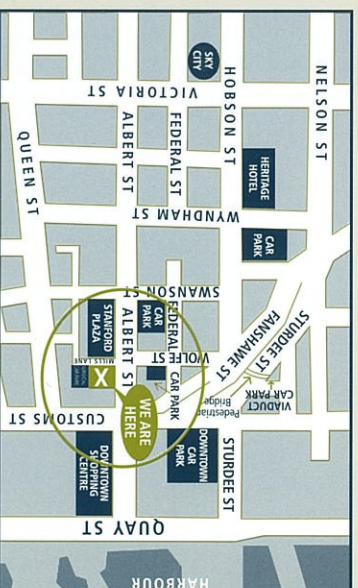 NELSON ST
HOBSON ST
SKY
CITY
VICTORIA ST
FEDERAL ST
ALBERT ST
QUEEN ST
HERITAGE
HOTEL
WYNDHAM ST
CAR
PARK
SWANSON ST
FANSHAWE ST
STURDEE ST
VIADUCT
CAR PARK
Pedestrian
Bridge
FEDERAL
CAR
PARK
WOLFE ST
CAR PARK
STANFORD
PLAZA
ALBERT ST
MILLS LANE
X
WE ARE
HERE
CUSTOMS ST
DOWNTOWN
CAR
PARK
STURDEE ST
DOWNTOWN
SHOPPING
CENTRE
QUAY ST
HARBOUR